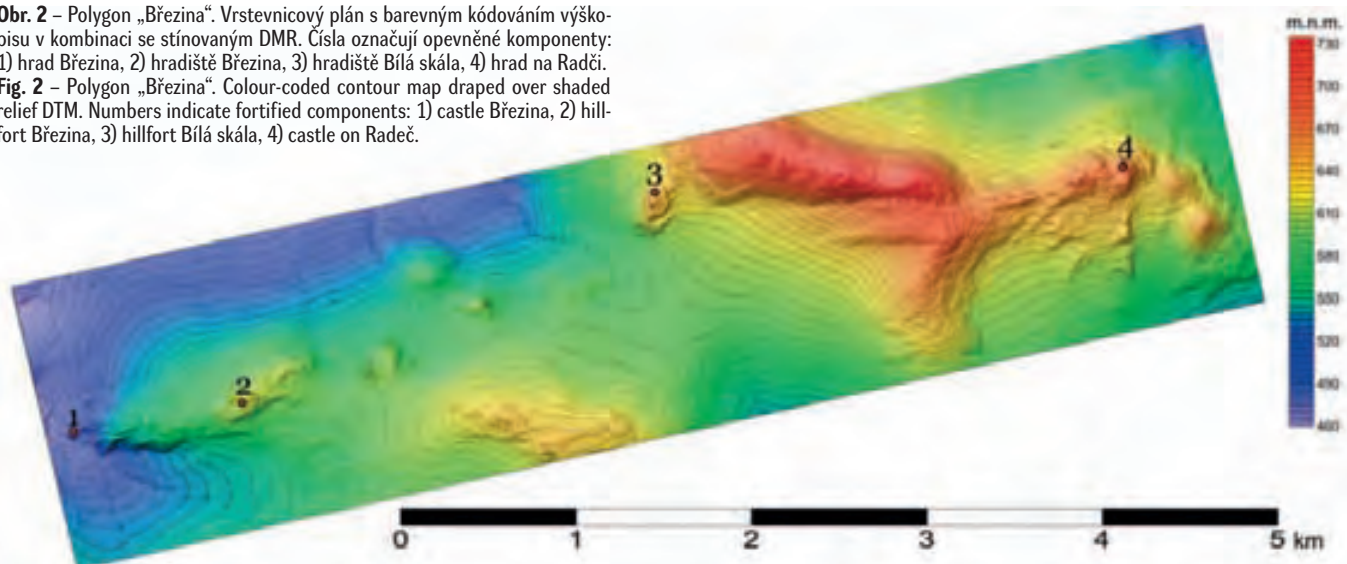 Obr. 2 – Polygon „Březina“. Vrstevnicový plán s barevným kódováním výško-
pisu v kombinaci se stínovaným DMR. Čísla označují opevněné komponenty:
1) hrad Březina, 2) hradiště Březina, 3) hradiště Bílá skála, 4) hrad na Radči.
Fig. 2 – Polygon „Březina“. Colour-coded contour map draped over shaded
relief DTM. Numbers indicate fortified components: 1) castle Březina, 2) hill-
fort Březina, 3) hillfort Bílá skála, 4) castle on Radeč.
m.n.m.
730
700
670
640
610
580
550
520
490
460
4
3
2
1
0 1 2 3 4 5 km